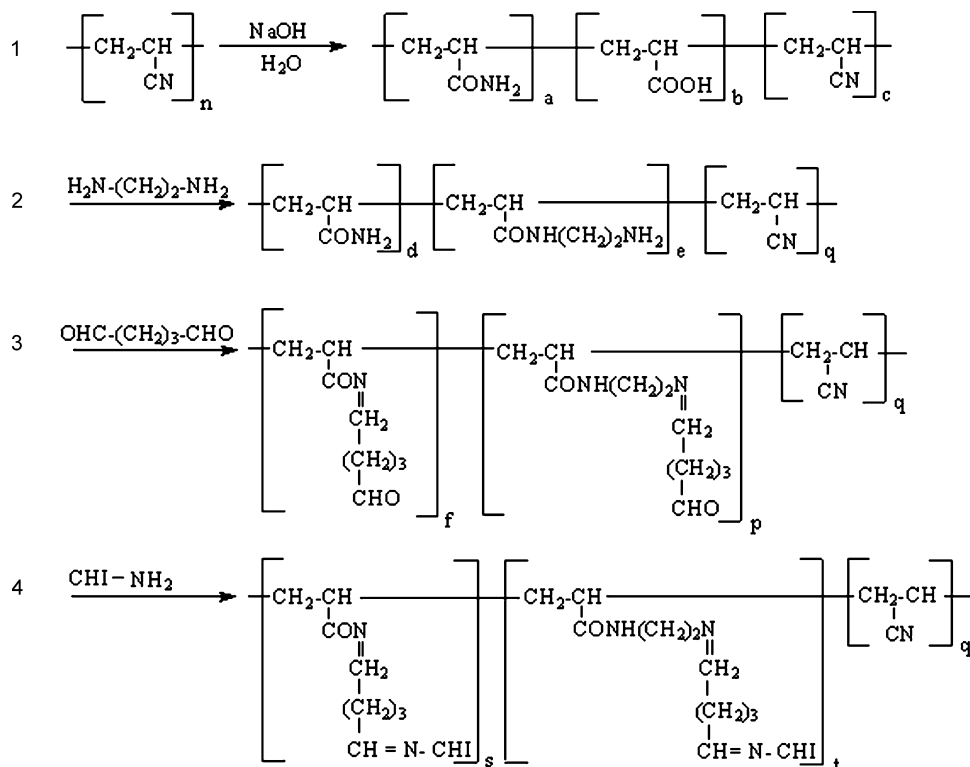 1 CH2-CH NaOH CH2-CH CH2-CH CH2-CH
CN n H2O CONH2 a COOH b CN c
2 H2N-(CH2)2-NH2 CH2-CH CH2-CH CH2-CH
CONH2 d CONH(CH2)2NH2 e CN q
3 OHC-(CH2)3-CHO CH2-CH CH2-CH CH2-CH
CON CONH(CH2)2N CN q
CH2 CH2
(CH2)3 (CH2)3
CHO f CHO p
4 CHI-NH2 CH2-CH CH2-CH CH2-CH
CON CONH(CH2)2N CN q
CH2 CH2
(CH2)3 (CH2)3
CH=N-CHI s CH=N-CHI t